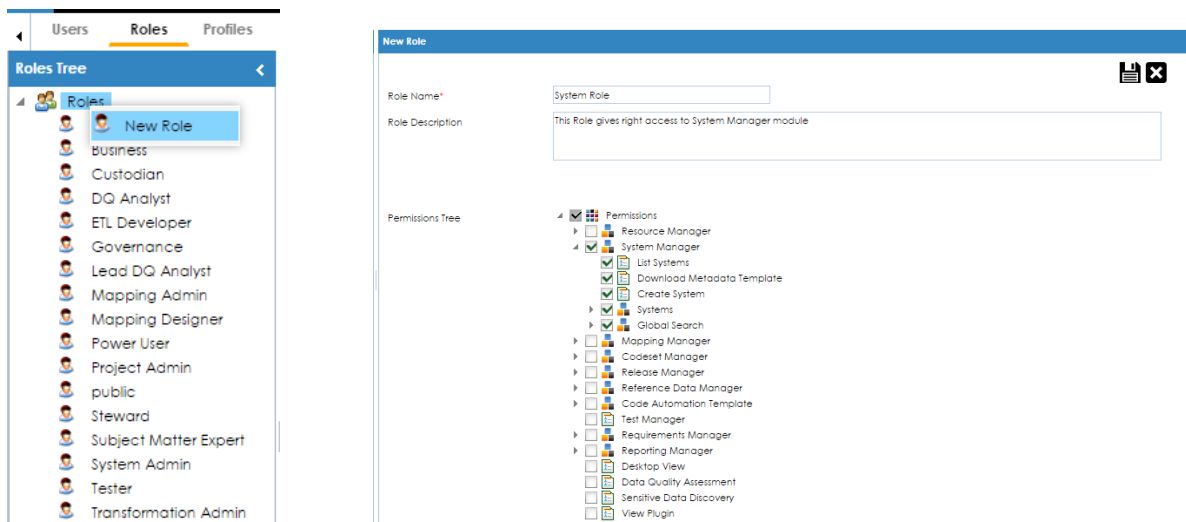 Users Roles Profiles
Roles Tree
Roles
New Role
Business
Custodian
DQ Analyst
ETL Developer
Governance
Lead DQ Analyst
Mapping Admin
Mapping Designer
Power User
Project Admin
public
Steward
Subject Matter Expert
System Admin
Tester
Transformation Admin
New Role
Role Name* System Role
Role Description This Role gives right access to System Manager module
Permissions Tree Permissions
Resource Manager
System Manager
List Systems
Download Metadata Template
Create System
Systems
Global Search
Mapping Manager
Codeset Manager
Release Manager
Reference Data Manager
Code Automation Template
Test Manager
Requirements Manager
Reporting Manager
Desktop View
Data Quality Assessment
Sensitive Data Discovery
View Plugin